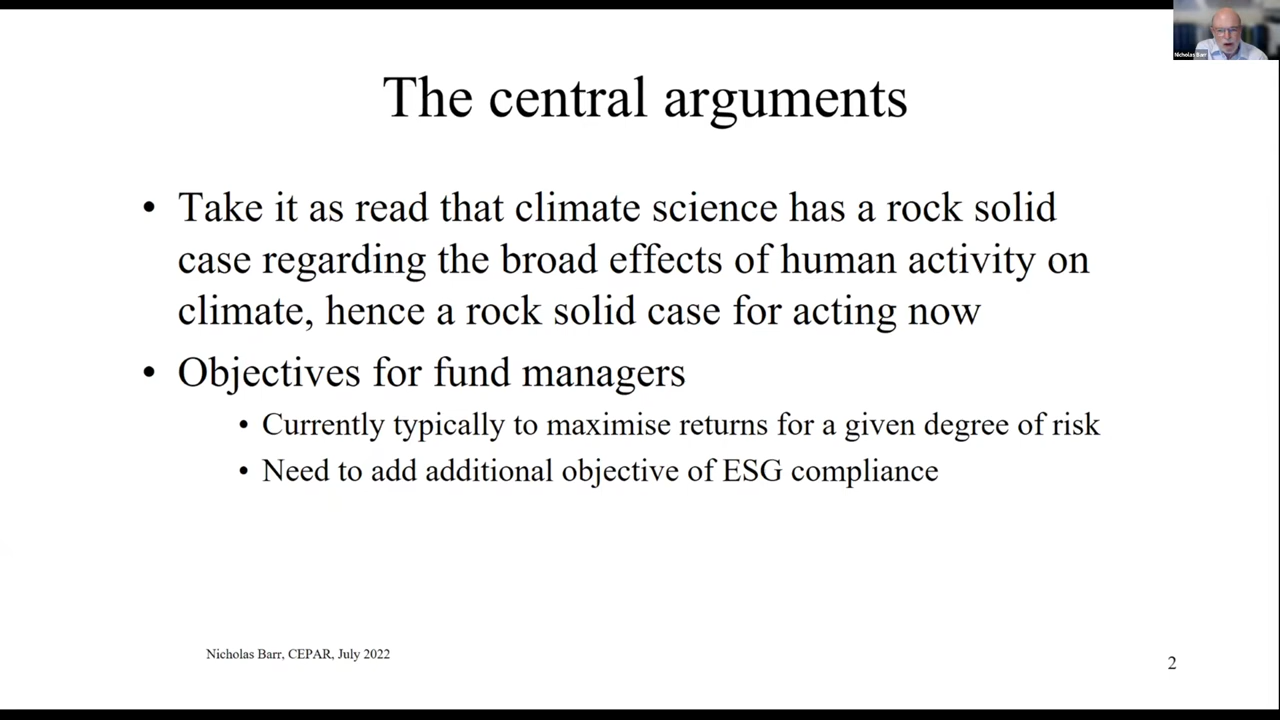 Nicholas Barr
The central arguments
• Take it as read that climate science has a rock solid
case regarding the broad effects of human activity on
climate, hence a rock solid case for acting now
• Objectives for fund managers
• Currently typically to maximise returns for a given degree of risk
• Need to add additional objective of ESG compliance
Nicholas Barr, CEPAR, July 2022
2